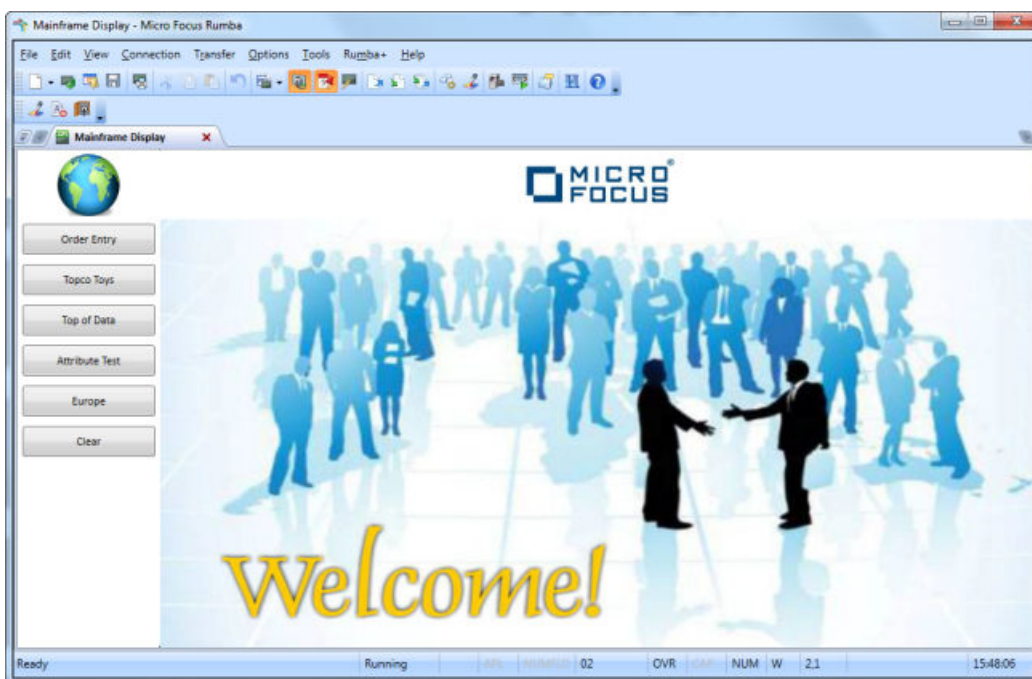 Mainframe Display - Micro Focus Rumba
File Edit View Connection Transfer Options Tools Rumba+ Help
Mainframe Display
MICRO
FOCUS
Order Entry
Topco Toys
Top of Data
Attribute Test
Europe
Clear
Welcome!
Ready Running 02 OVR NUM W 2,1 15:48:06